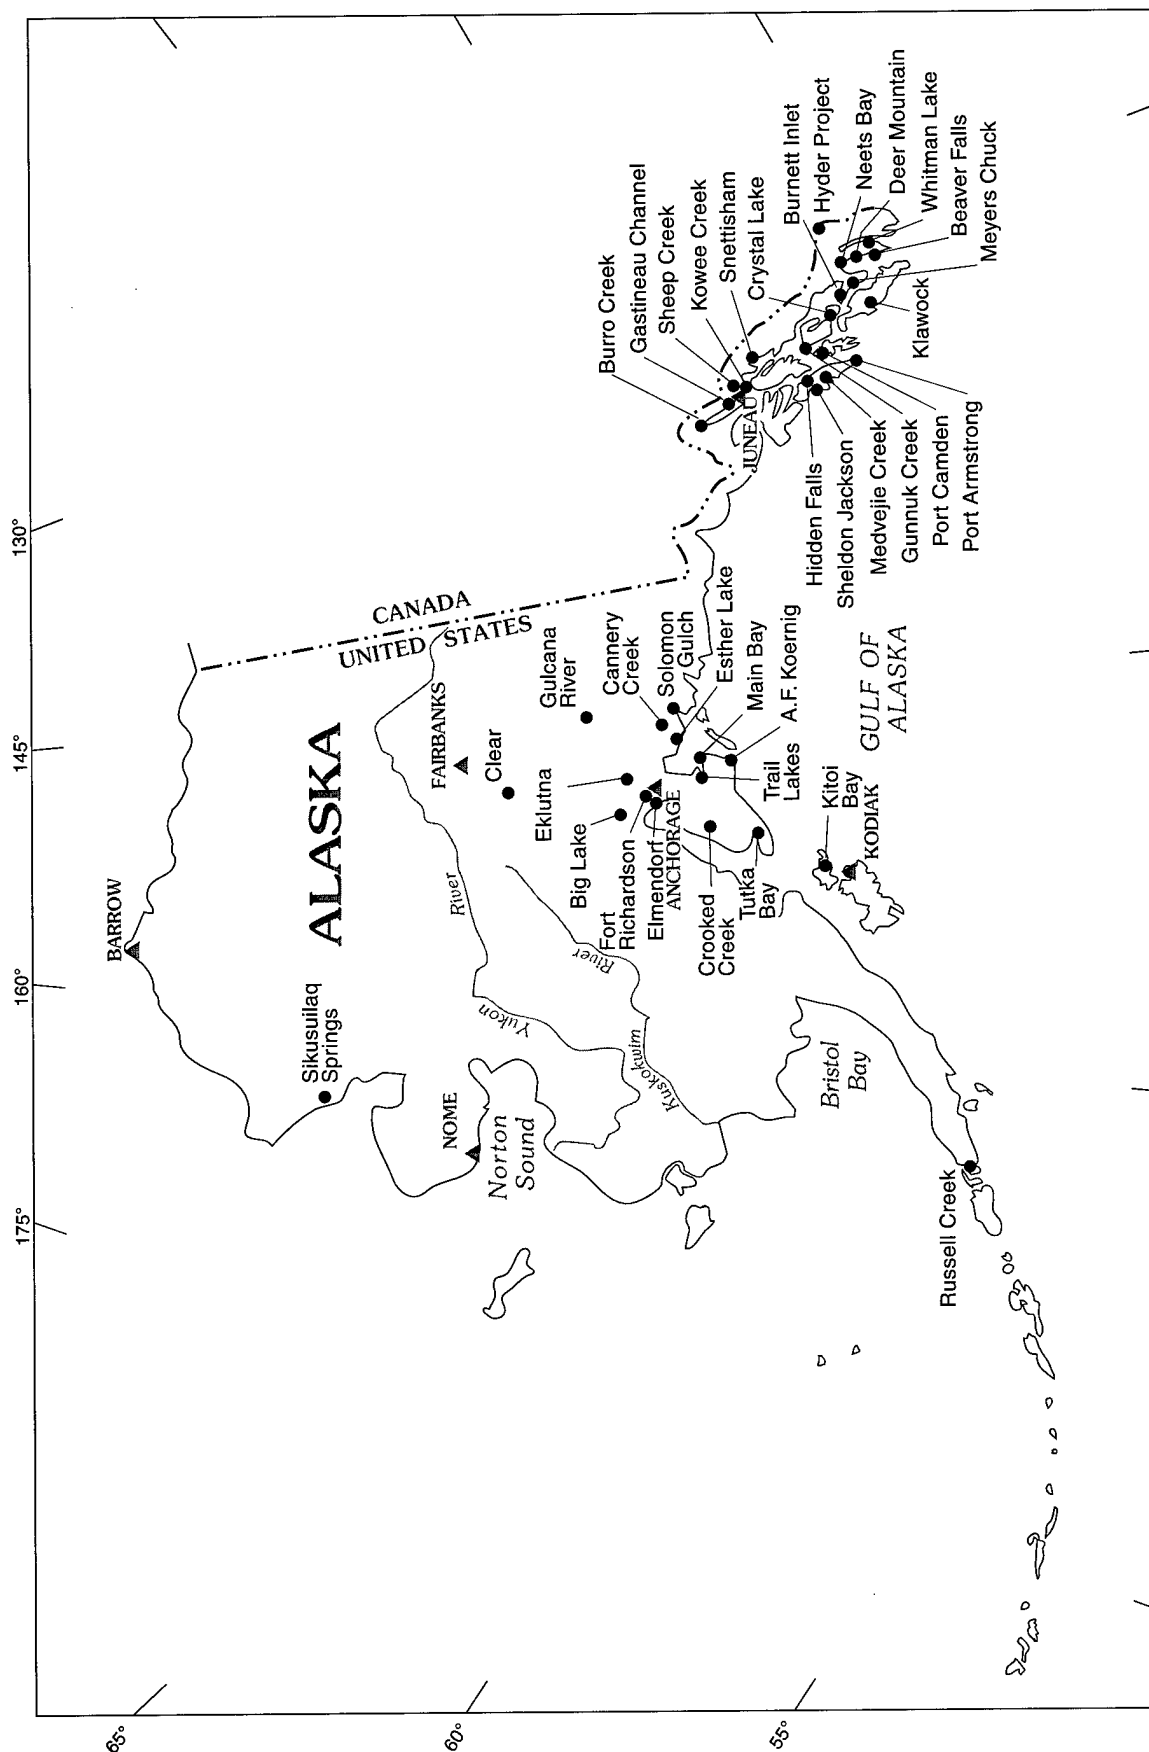 175°
160°
145°
130°
65°
60°
55°
BARROW
ALASKA
Sikusuilaq
Springs
NOME
Norton
Sound
Yukon
River
Kuskokwim
River
FAIRBANKS
Clear
CANADA
UNITED STATES
Gulcana
River
Eklutna
Big Lake
Fort
Richardson
Elmendorf
ANCHORAGE
Crooked
Creek
Tutka
Bay
Cannery
Creek
Solomon
Gulch
Esther Lake
Main Bay
A.F. Koernig
Trail
Lakes
Kitoi
Bay
KODIAK
GULF OF
ALASKA
Bristol
Bay
Russell Creek
Burro Creek
Gastineau Channel
Sheep Creek
Kowee Creek
Snettisham
Crystal Lake
Burnett Inlet
Hyder Project
Neets Bay
Deer Mountain
Whitman Lake
Beaver Falls
Meyers Chuck
Klawock
JUNEAU
Hidden Falls
Sheldon Jackson
Medvejie Creek
Gunnuk Creek
Port Camden
Port Armstrong